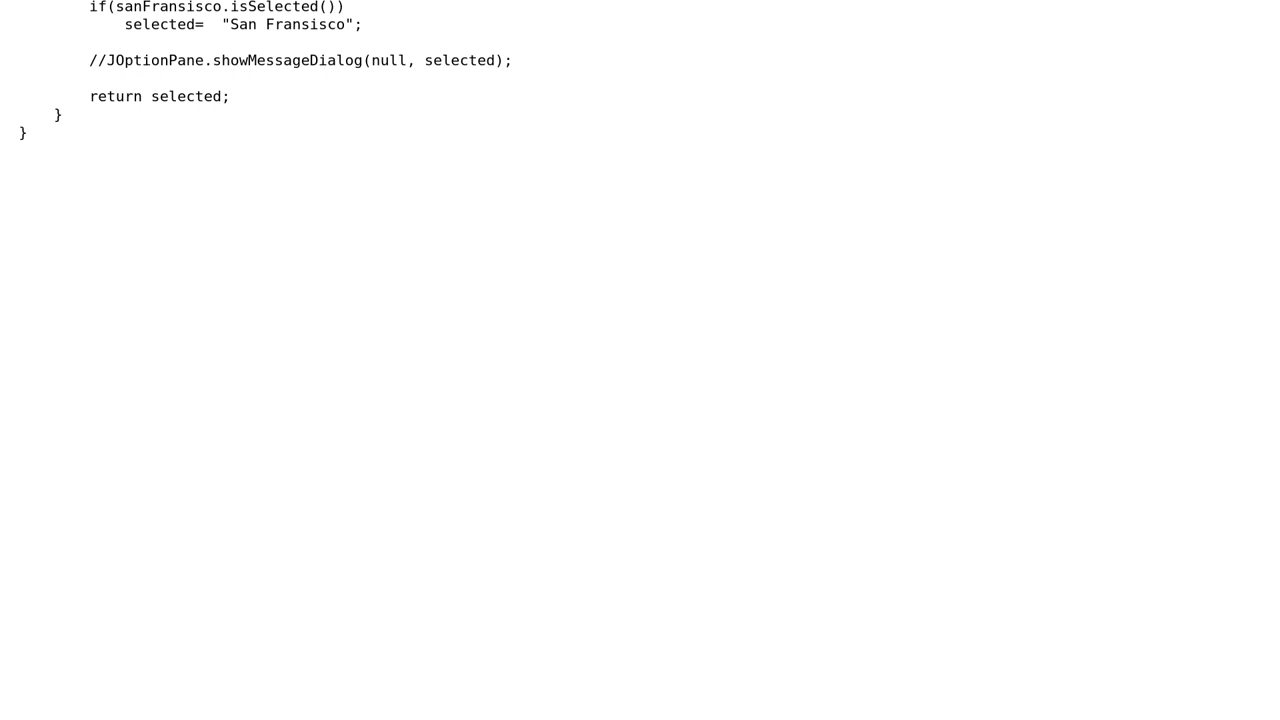 if(sanFransisco.isSelected())
selected=  "San Fransisco";
//JOptionPane.showMessageDialog(null, selected);
return selected;
}
}